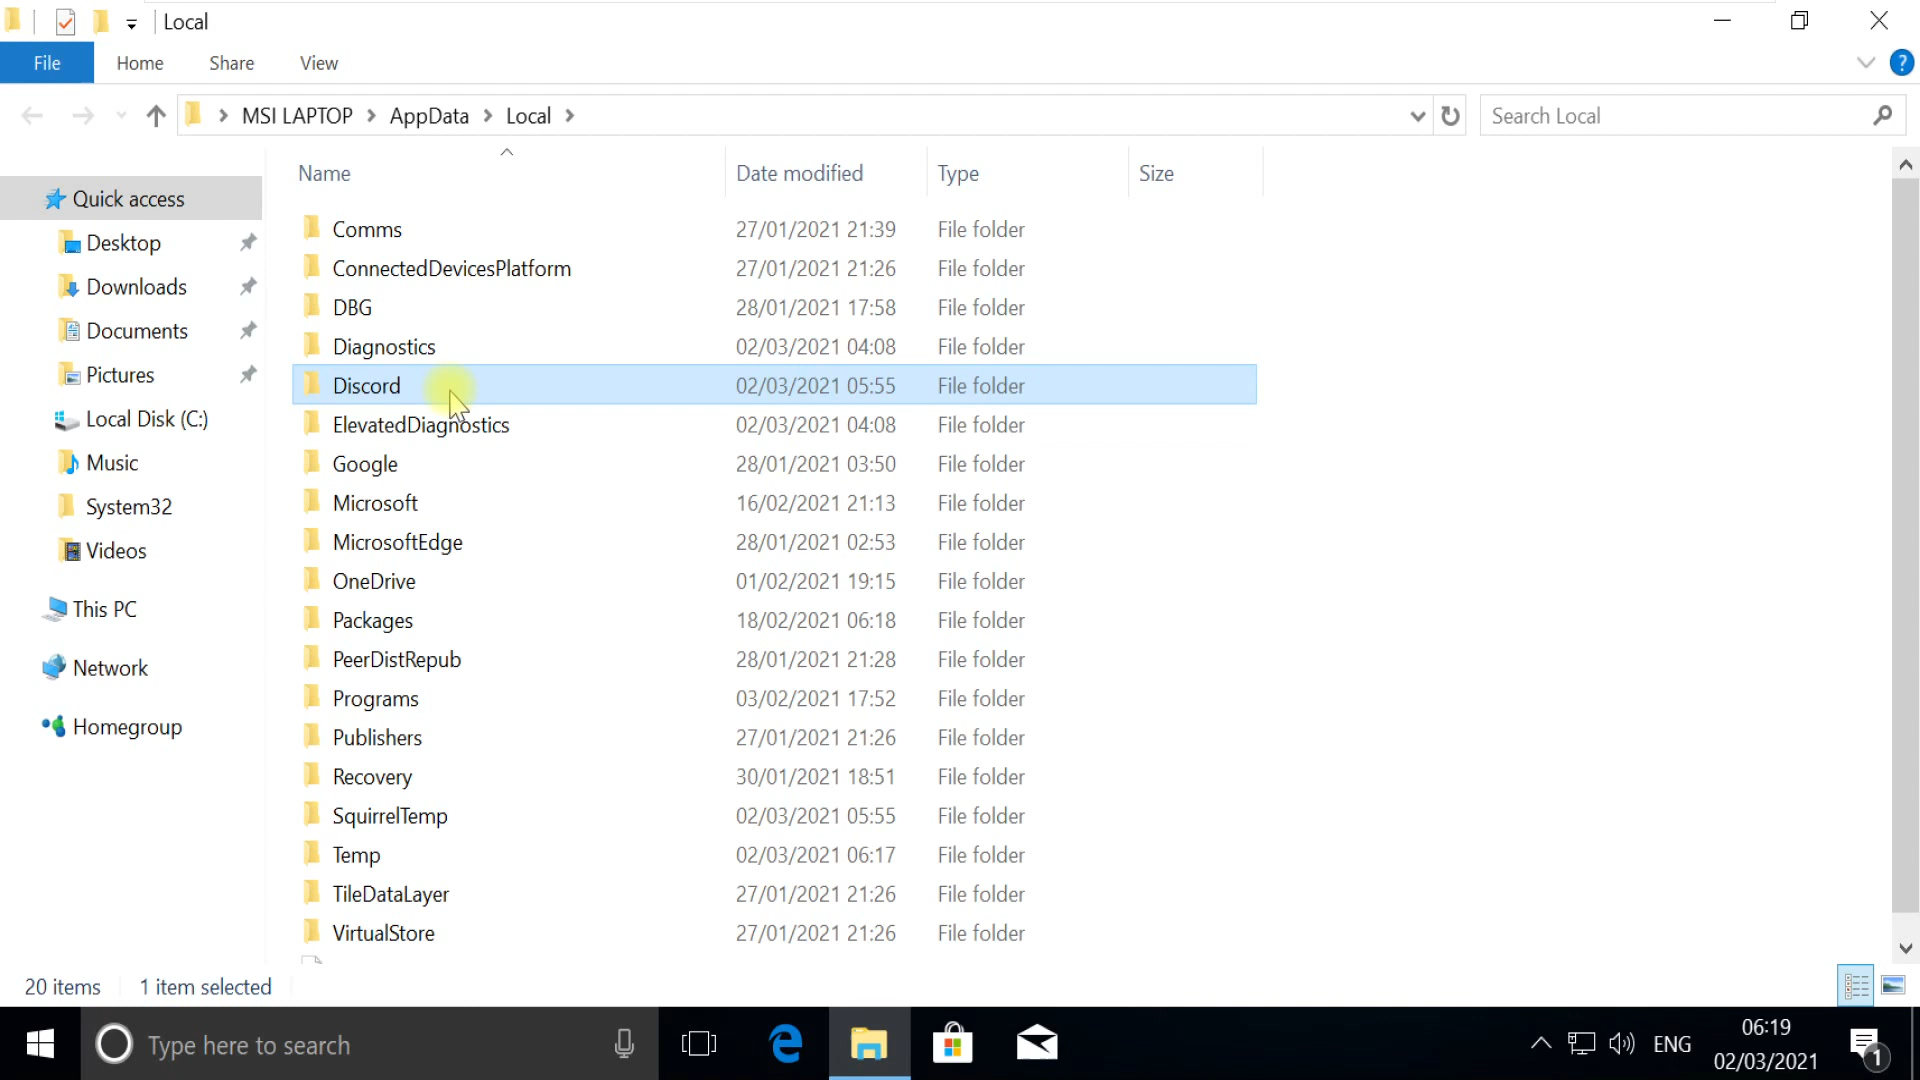 Local
File Home Share View ?
MSI LAPTOP AppData Local
Search Local
Name Date modified Type Size
Quick access
Desktop
Downloads
Documents
Pictures
Local Disk (C:)
Music
System32
Videos
This PC
Network
Homegroup
Comms 27/01/2021 21:39 File folder
ConnectedDevicesPlatform 27/01/2021 21:26 File folder
DBG 28/01/2021 17:58 File folder
Diagnostics 02/03/2021 04:08 File folder
Discord 02/03/2021 05:55 File folder
ElevatedDiagnostics 02/03/2021 04:08 File folder
Google 28/01/2021 03:50 File folder
Microsoft 16/02/2021 21:13 File folder
MicrosoftEdge 28/01/2021 02:53 File folder
OneDrive 01/02/2021 19:15 File folder
Packages 18/02/2021 06:18 File folder
PeerDistRepub 28/01/2021 21:28 File folder
Programs 03/02/2021 17:52 File folder
Publishers 27/01/2021 21:26 File folder
Recovery 30/01/2021 18:51 File folder
SquirrelTemp 02/03/2021 05:55 File folder
Temp 02/03/2021 06:17 File folder
TileDataLayer 27/01/2021 21:26 File folder
VirtualStore 27/01/2021 21:26 File folder
20 items 1 item selected
Type here to search
ENG
06:19
02/03/2021
1